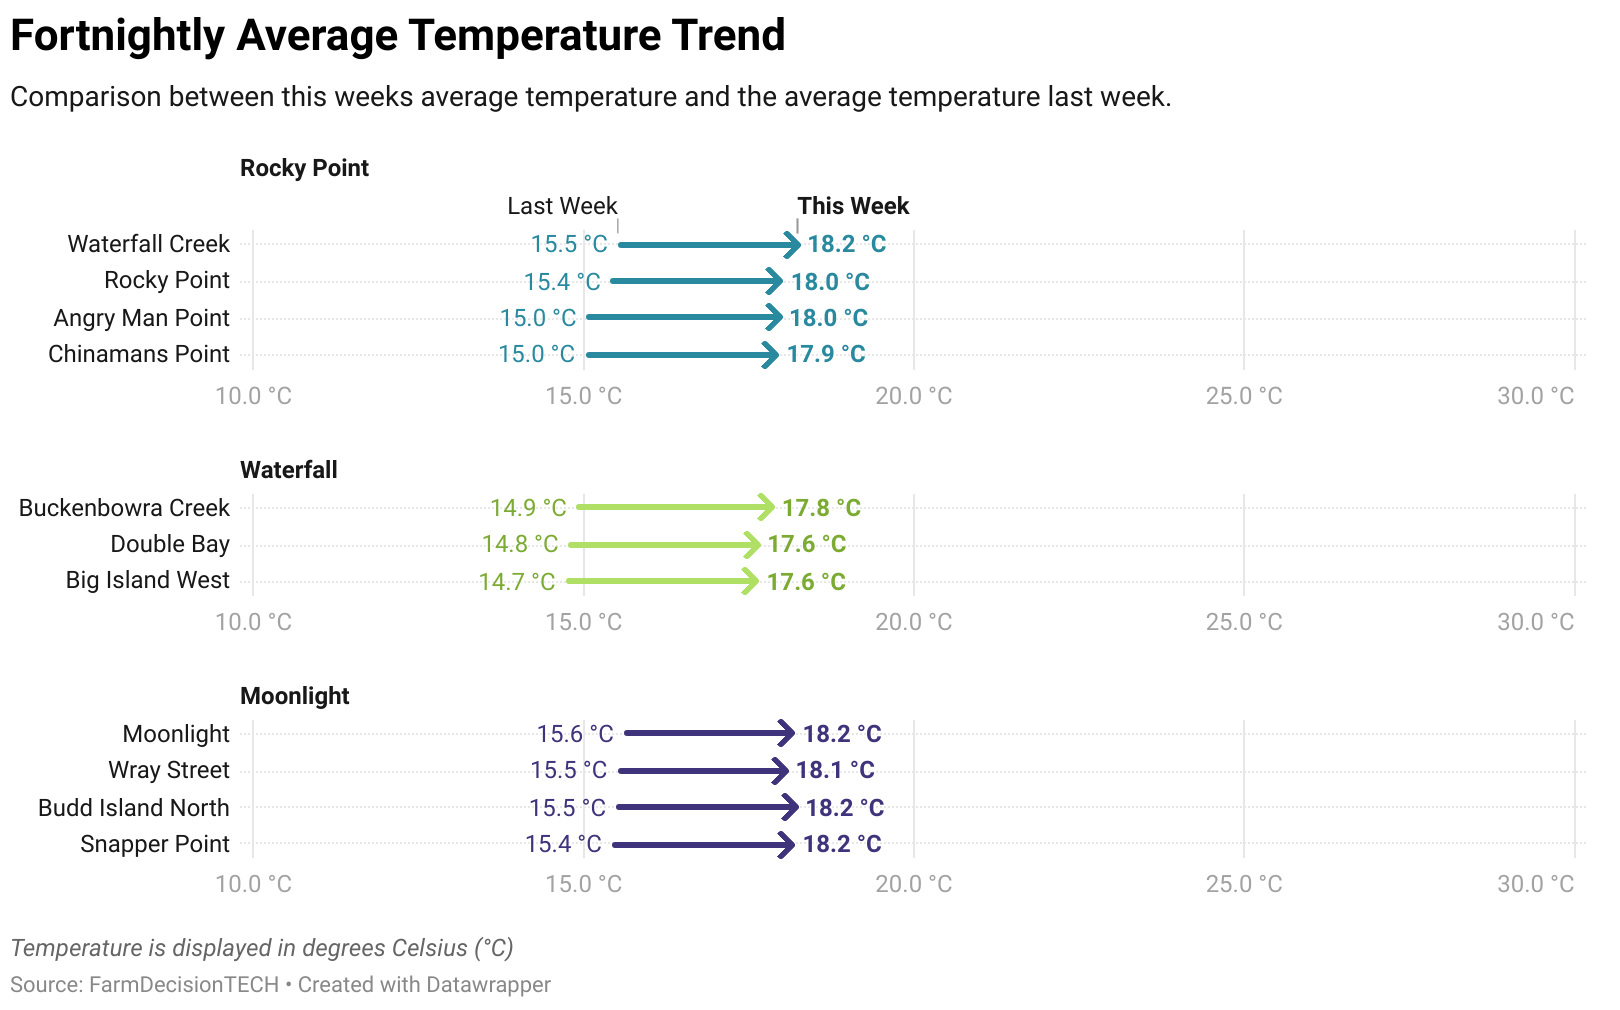 Fortnightly Average Temperature Trend
Comparison between this weeks average temperature and the average temperature last week.
Rocky Point
Last Week This Week
Waterfall Creek 15.5 °C 18.2 °C
Rocky Point 15.4 °C 18.0 °C
Angry Man Point 15.0 °C 18.0 °C
Chinamans Point 15.0 °C 17.9 °C
10.0 °C 15.0 °C 20.0 °C 25.0 °C 30.0 °C
Waterfall
Buckenbowra Creek 14.9 °C 17.8 °C
Double Bay 14.8 °C 17.6 °C
Big Island West 14.7 °C 17.6 °C
10.0 °C 15.0 °C 20.0 °C 25.0 °C 30.0 °C
Moonlight
Moonlight 15.6 °C 18.2 °C
Wray Street 15.5 °C 18.1 °C
Budd Island North 15.5 °C 18.2 °C
Snapper Point 15.4 °C 18.2 °C
10.0 °C 15.0 °C 20.0 °C 25.0 °C 30.0 °C
Temperature is displayed in degrees Celsius (°C)
Source: FarmDecisionTECH • Created with Datawrapper